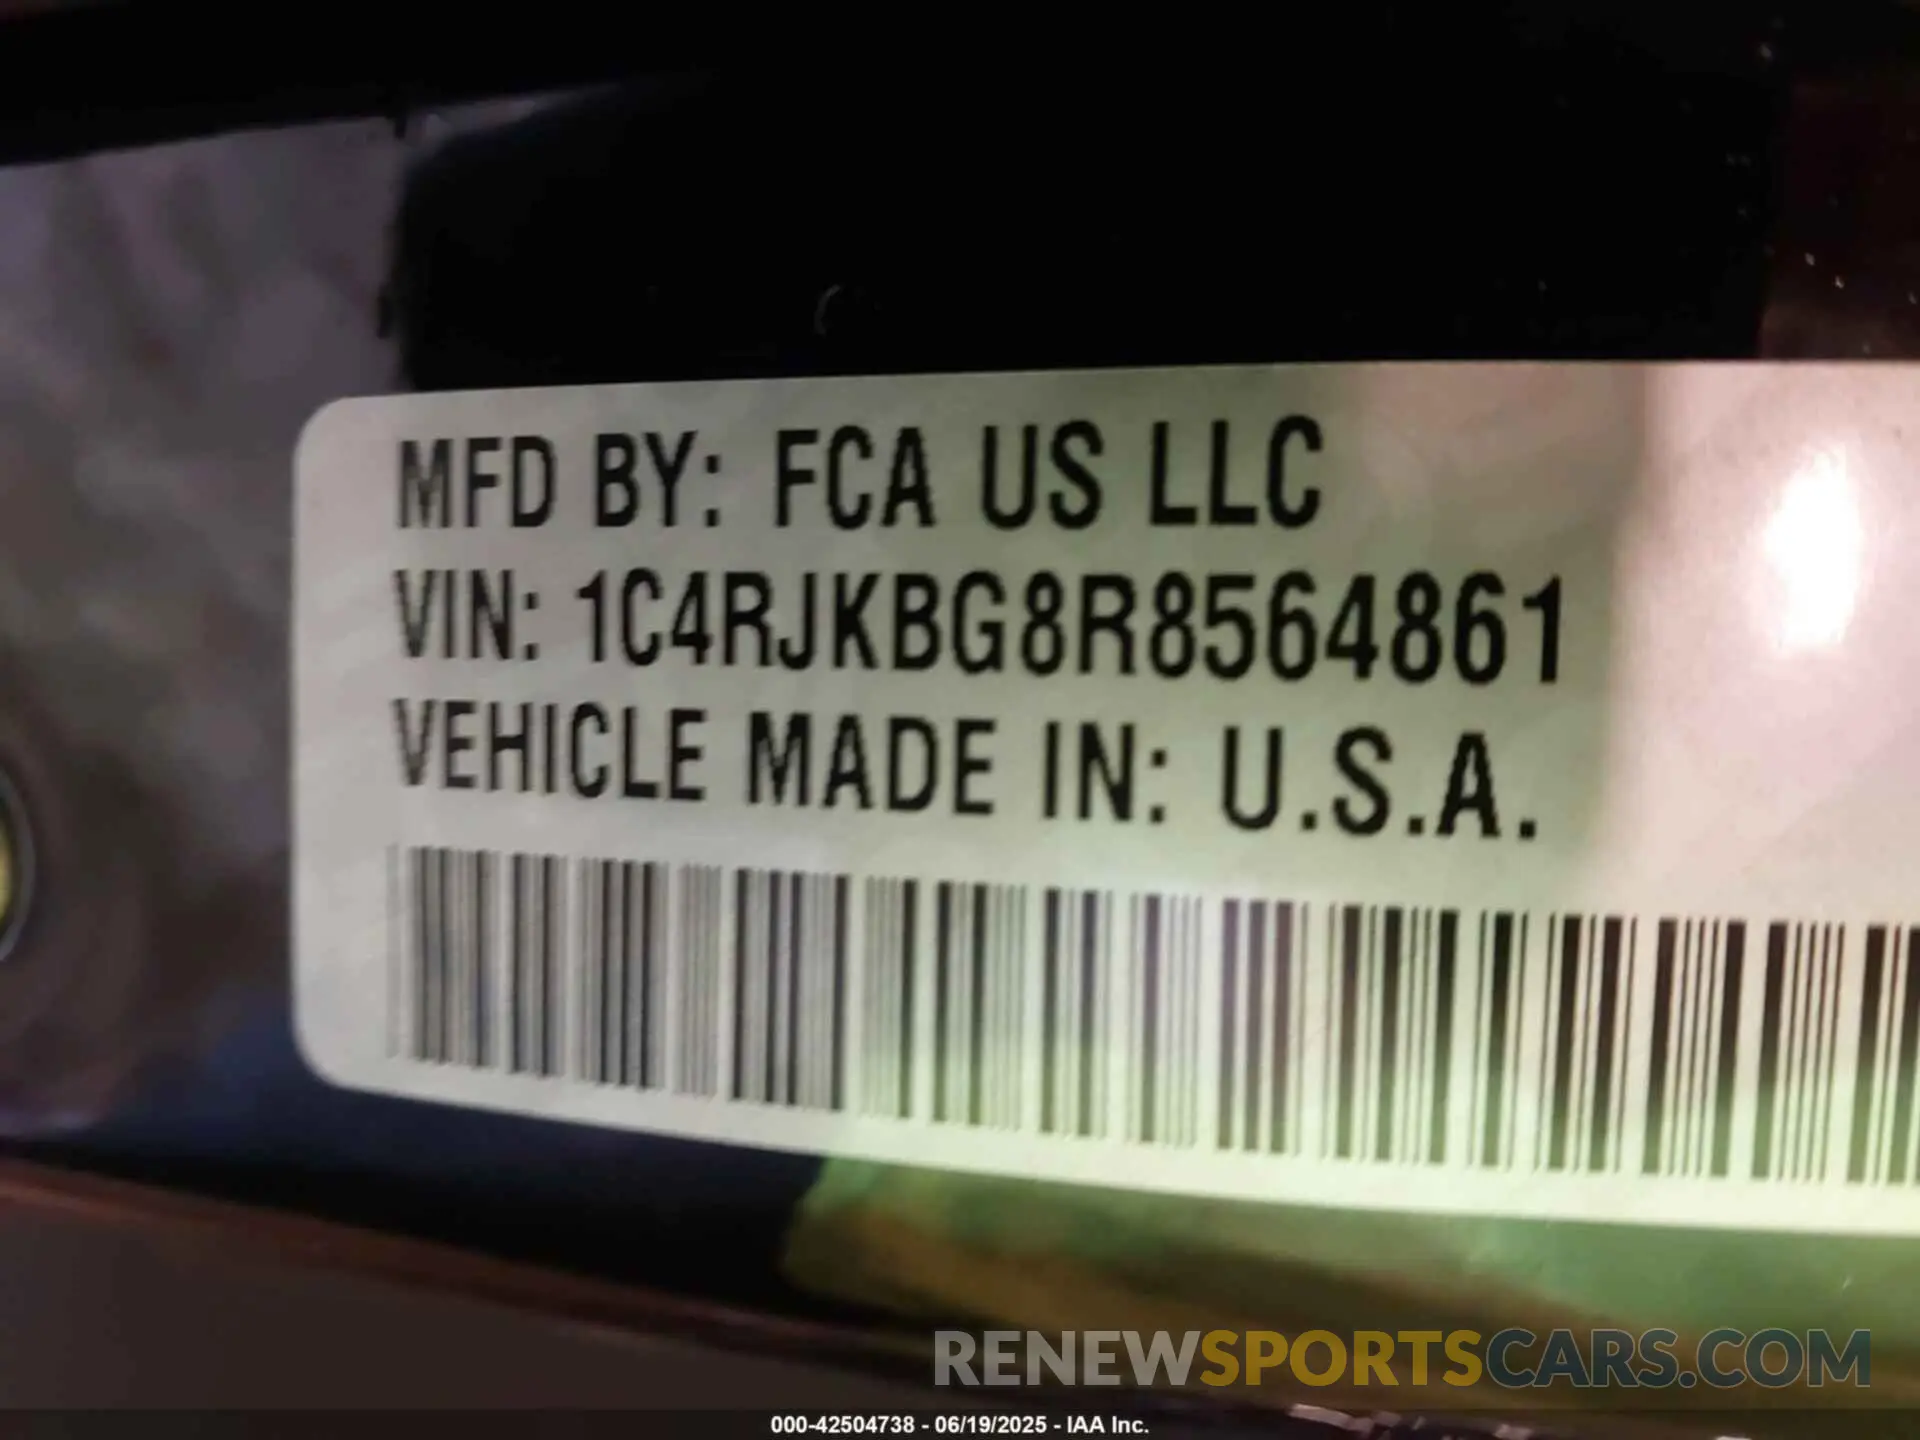 MFD BY: FCA US LLC
VIN: 1C4RJKBG8R8564861
VEHICLE MADE IN: U.S.A.
RENEWSPORTSCARS.COM
000-42504738 - 06/19/2025 - IAA Inc.